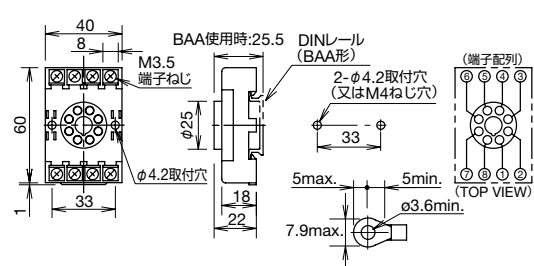 40
8
M3.5
端子ねじ
60
φ4.2取付穴
1
33
BAA使用時:25.5
DINレール
(BAA形)
φ25
18
22
2-φ4.2取付穴
(又はM4ねじ穴)
33
5max.
5min.
ø3.6min.
7.9max.
(端子配列)
⑥ ⑤ ④ ③
⑦ ⑧ ① ②
(TOP VIEW)